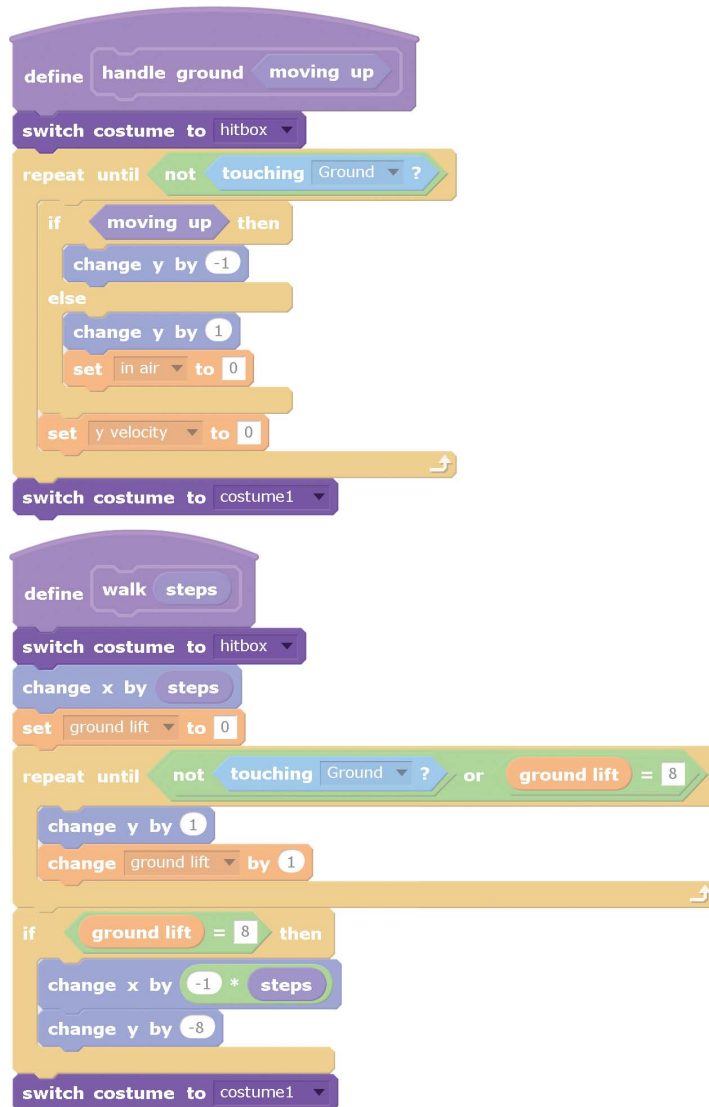 define handle ground moving up
switch costume to hitbox
repeat until not touching Ground ?
if moving up then
change y by -1
else
change y by 1
set in air to 0
set y velocity to 0
switch costume to costume1
define walk steps
switch costume to hitbox
change x by steps
set ground lift to 0
repeat until not touching Ground ? or ground lift = 8
change y by 1
change ground lift by 1
if ground lift = 8 then
change x by -1 * steps
change y by -8
switch costume to costume1